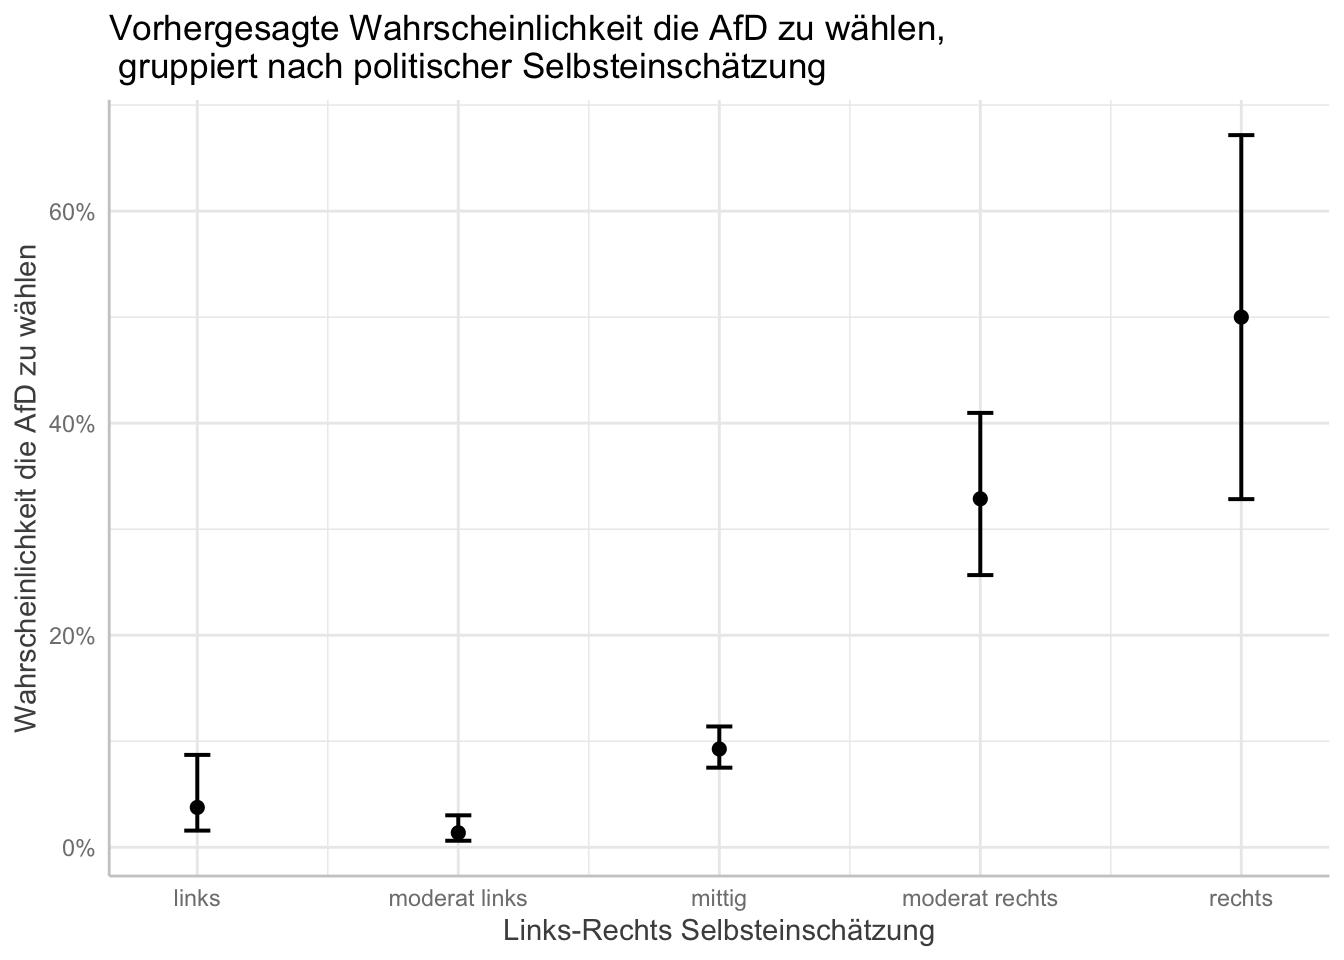 Vorhergesagte Wahrscheinlichkeit die AfD zu wählen,
gruppiert nach politischer Selbsteinschätzung
Wahrscheinlichkeit die AfD zu wählen
60%
40%
20%
0%
links
moderat links
mittig
moderat rechts
rechts
Links-Rechts Selbsteinschätzung